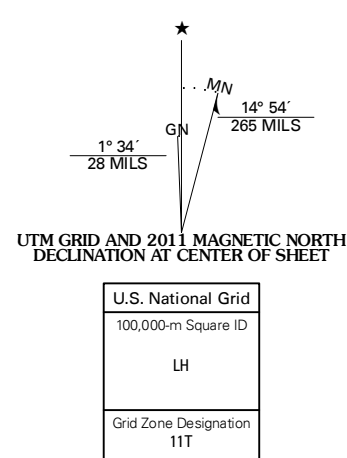 ★
MN
GN
14° 54´
265 MILS
1° 34´
28 MILS
UTM GRID AND 2011 MAGNETIC NORTH
DECLINATION AT CENTER OF SHEET
U.S. National Grid
100,000-m Square ID
LH
Grid Zone Designation
11T